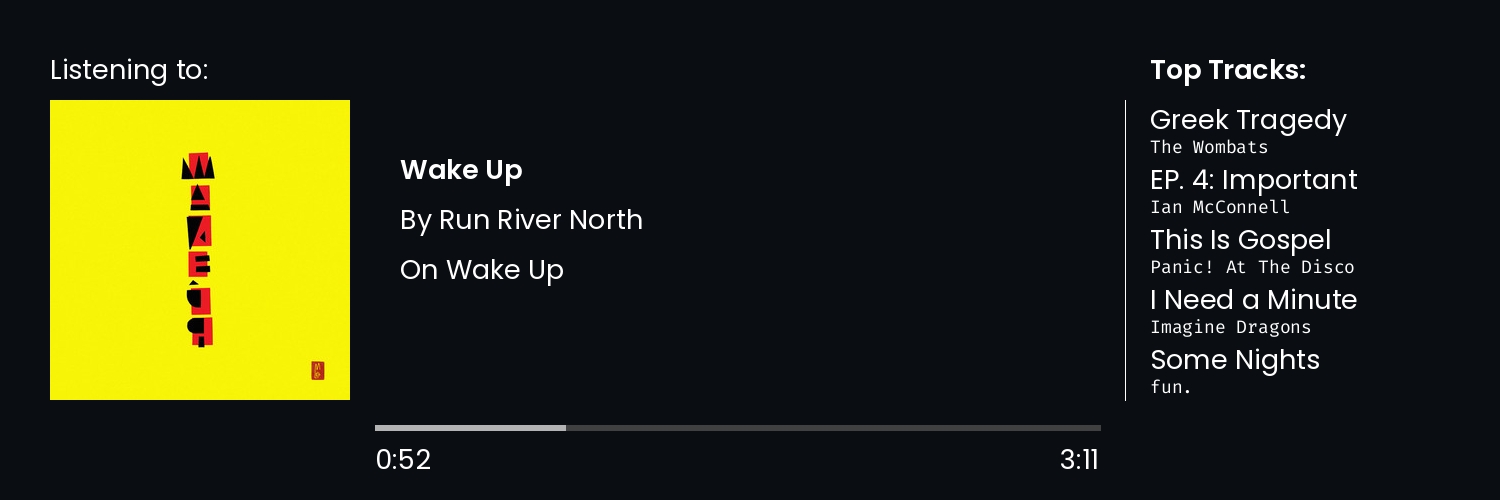 Listening to:
WAKE UP
Wake Up
By Run River North
On Wake Up
0:52
3:11
Top Tracks:
Greek Tragedy
The Wombats
EP. 4: Important
Ian McConnell
This Is Gospel
Panic! At The Disco
I Need a Minute
Imagine Dragons
Some Nights
fun.